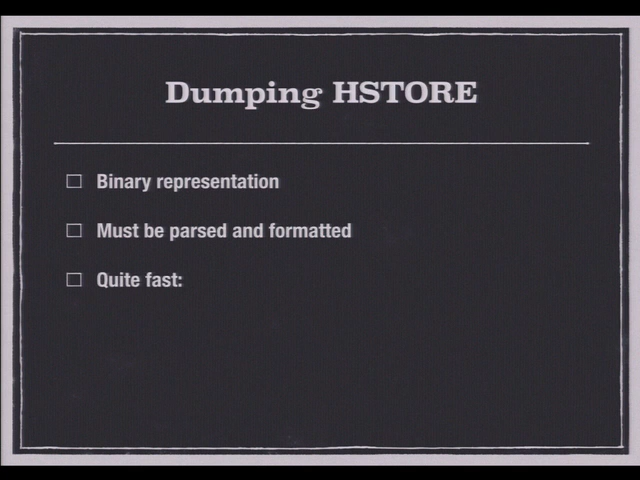 Dumping HSTORE
Binary representation
Must be parsed and formatted
Quite fast: